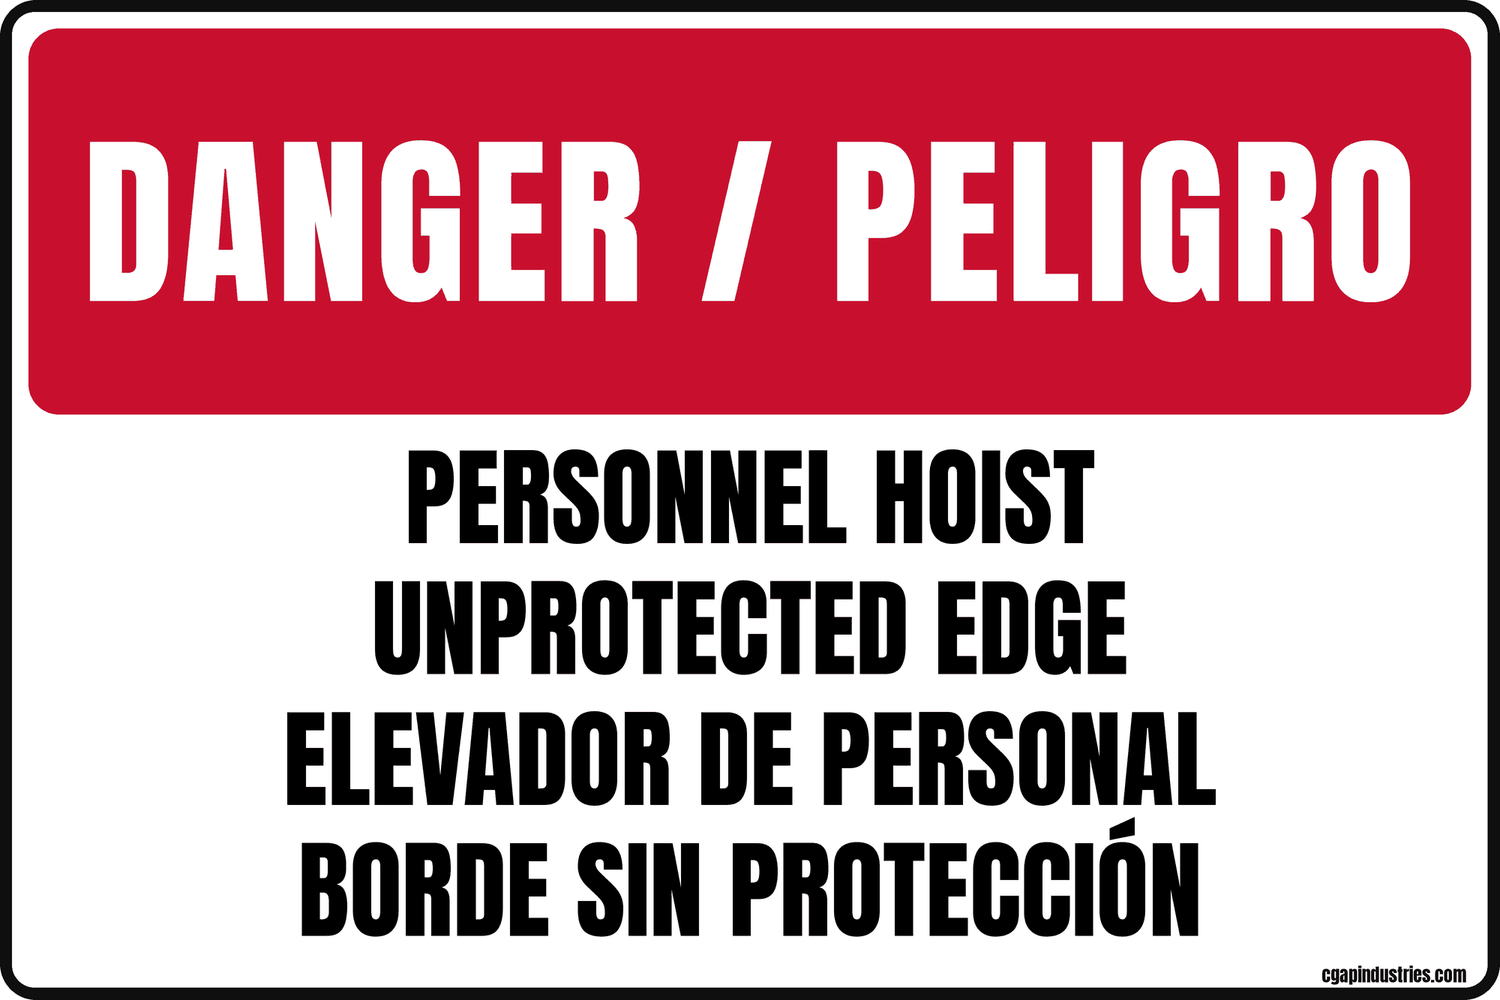 DANGER / PELIGRO
PERSONNEL HOIST
UNPROTECTED EDGE
ELEVADOR DE PERSONAL
BORDE SIN PROTECCIÓN
cgapindustries.com